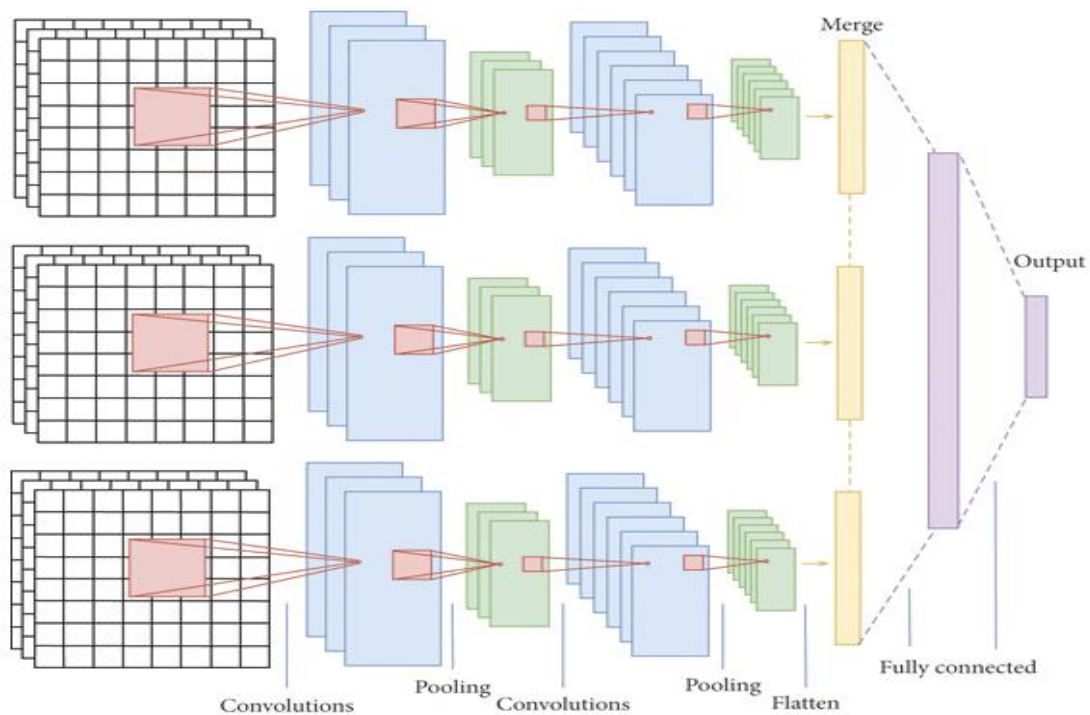 Merge
Output
Fully connected
Pooling
Pooling
Convolutions
Convolutions
Flatten